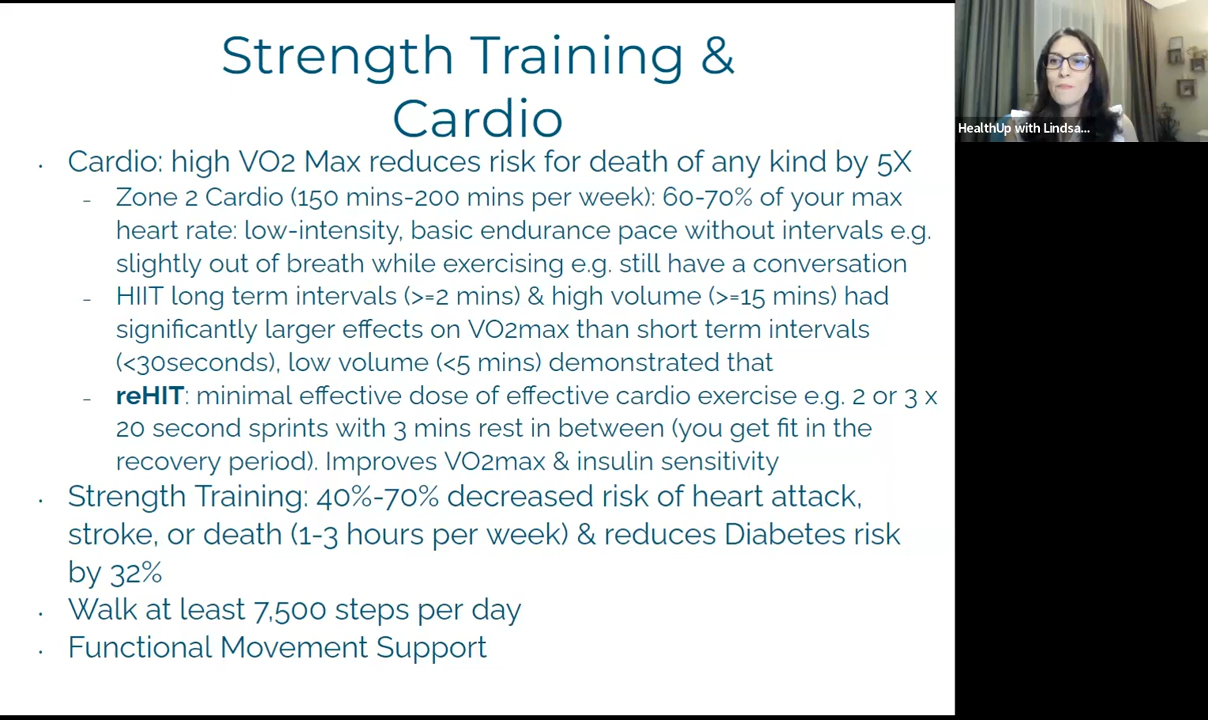 Strength Training &
Cardio
· Cardio: high VO2 Max reduces risk for death of any kind by 5X
– Zone 2 Cardio (150 mins-200 mins per week): 60-70% of your max
heart rate: low-intensity, basic endurance pace without intervals e.g.
slightly out of breath while exercising e.g. still have a conversation
– HIIT long term intervals (>=2 mins) & high volume (>=15 mins) had
significantly larger effects on VO2max than short term intervals
(<30seconds), low volume (<5 mins) demonstrated that
– reHIT: minimal effective dose of effective cardio exercise e.g. 2 or 3 x
20 second sprints with 3 mins rest in between (you get fit in the
recovery period). Improves VO2max & insulin sensitivity
· Strength Training: 40%-70% decreased risk of heart attack,
stroke, or death (1-3 hours per week) & reduces Diabetes risk
by 32%
· Walk at least 7,500 steps per day
· Functional Movement Support
HealthUp with Lindsa...